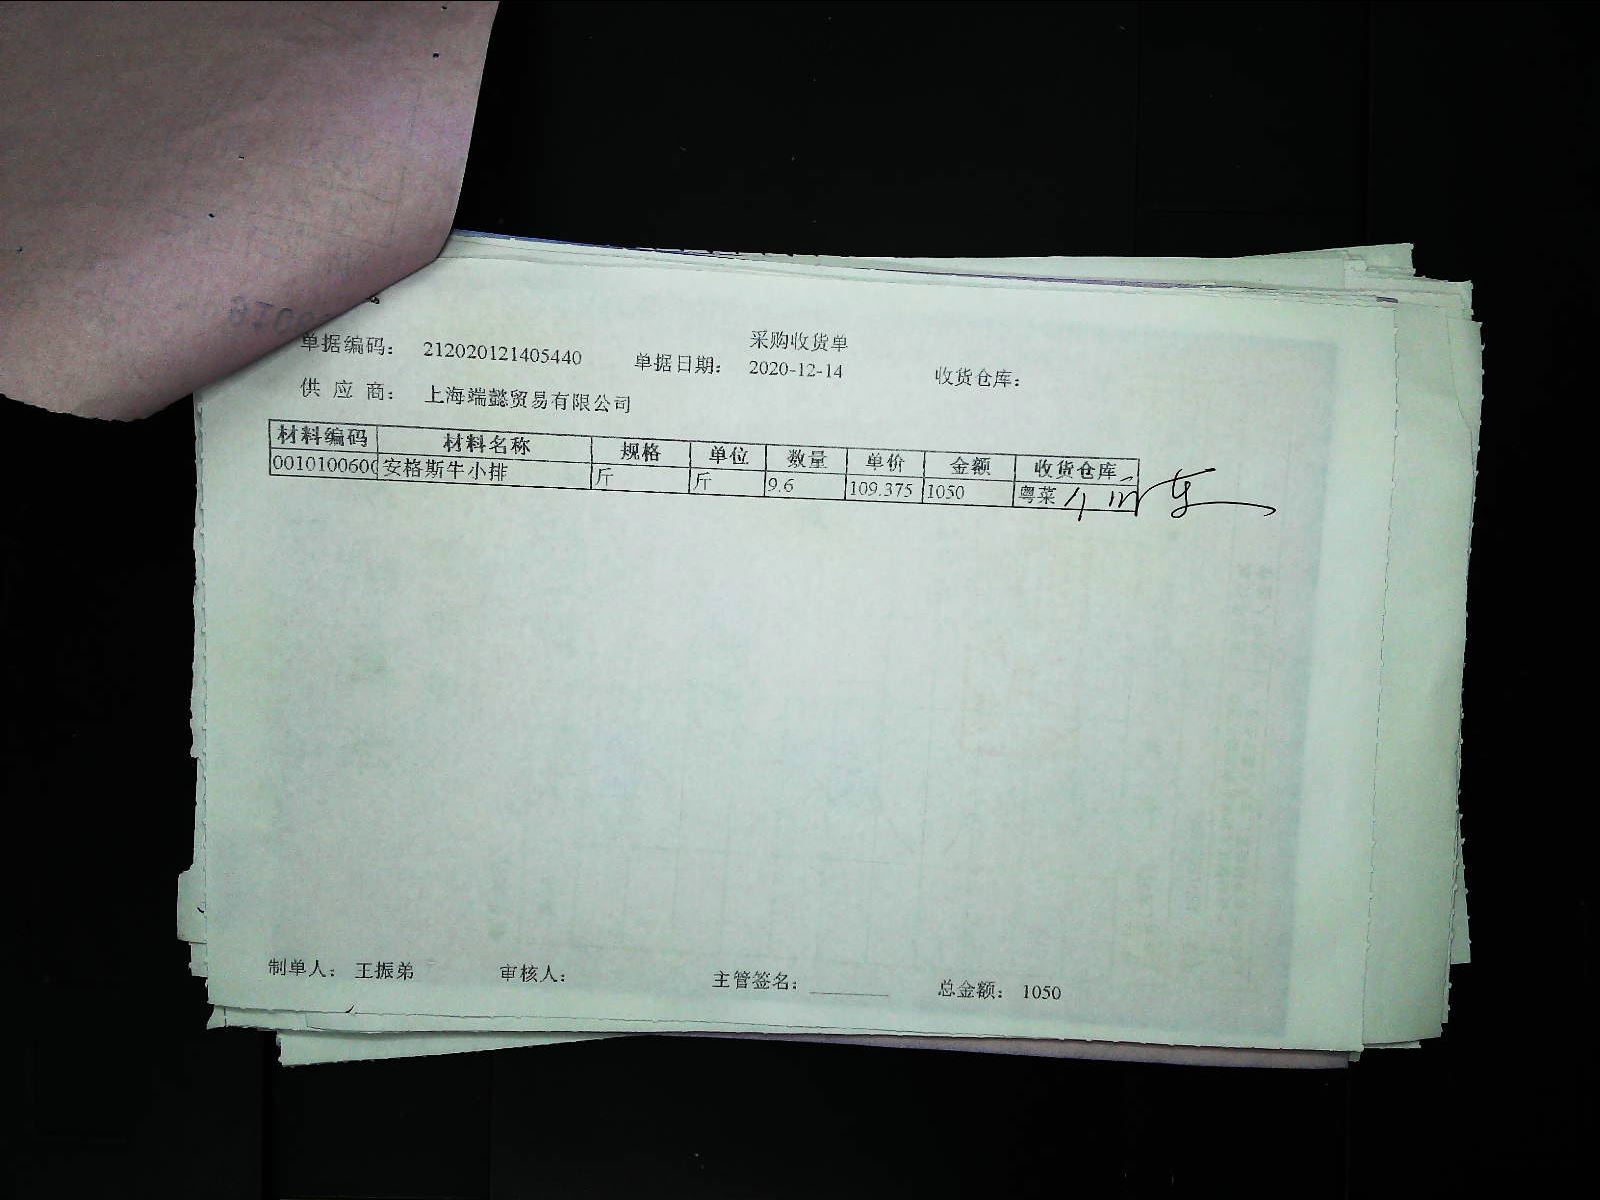 采购收货单
单据编码： 212020121405440 单据日期： 2020-12-14 收货仓库：
供 应 商： 上海端懿贸易有限公司
材料编码 材料名称 规格 单位 数量 单价 金额 收货仓库
0010100600 安格斯牛小排 斤 斤 9.6 109.375 1050 粤菜
制单人： 王振弟 审核人： 主管签名： 总金额： 1050